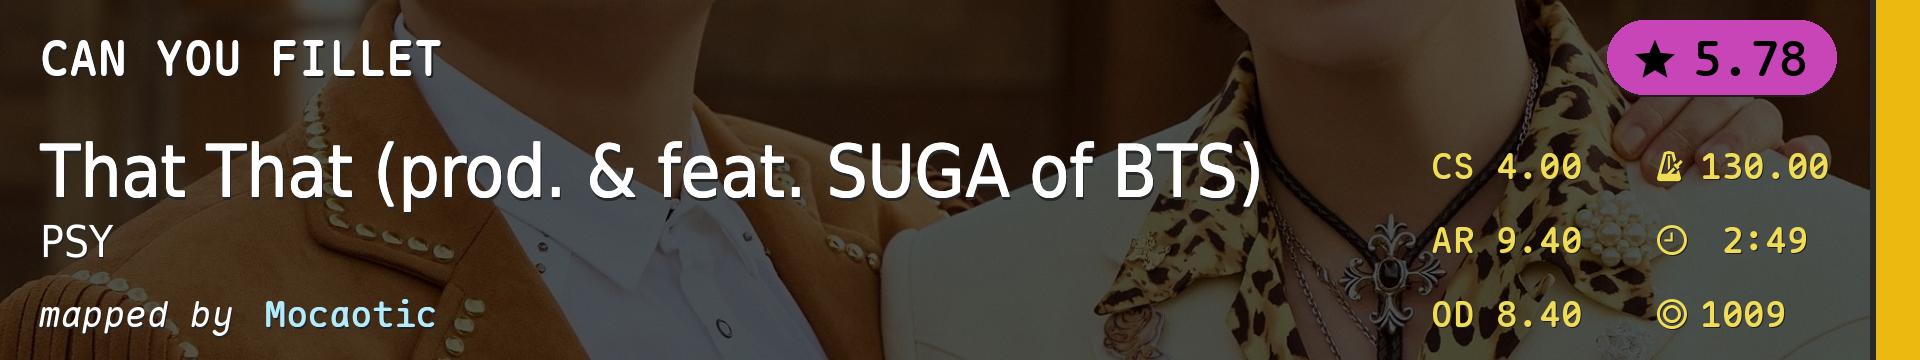 CAN YOU FILLET
★ 5.78
That That (prod. & feat. SUGA of BTS)
PSY
mapped by Mocaotic
CS 4.00 130.00
AR 9.40 2:49
OD 8.40 1009